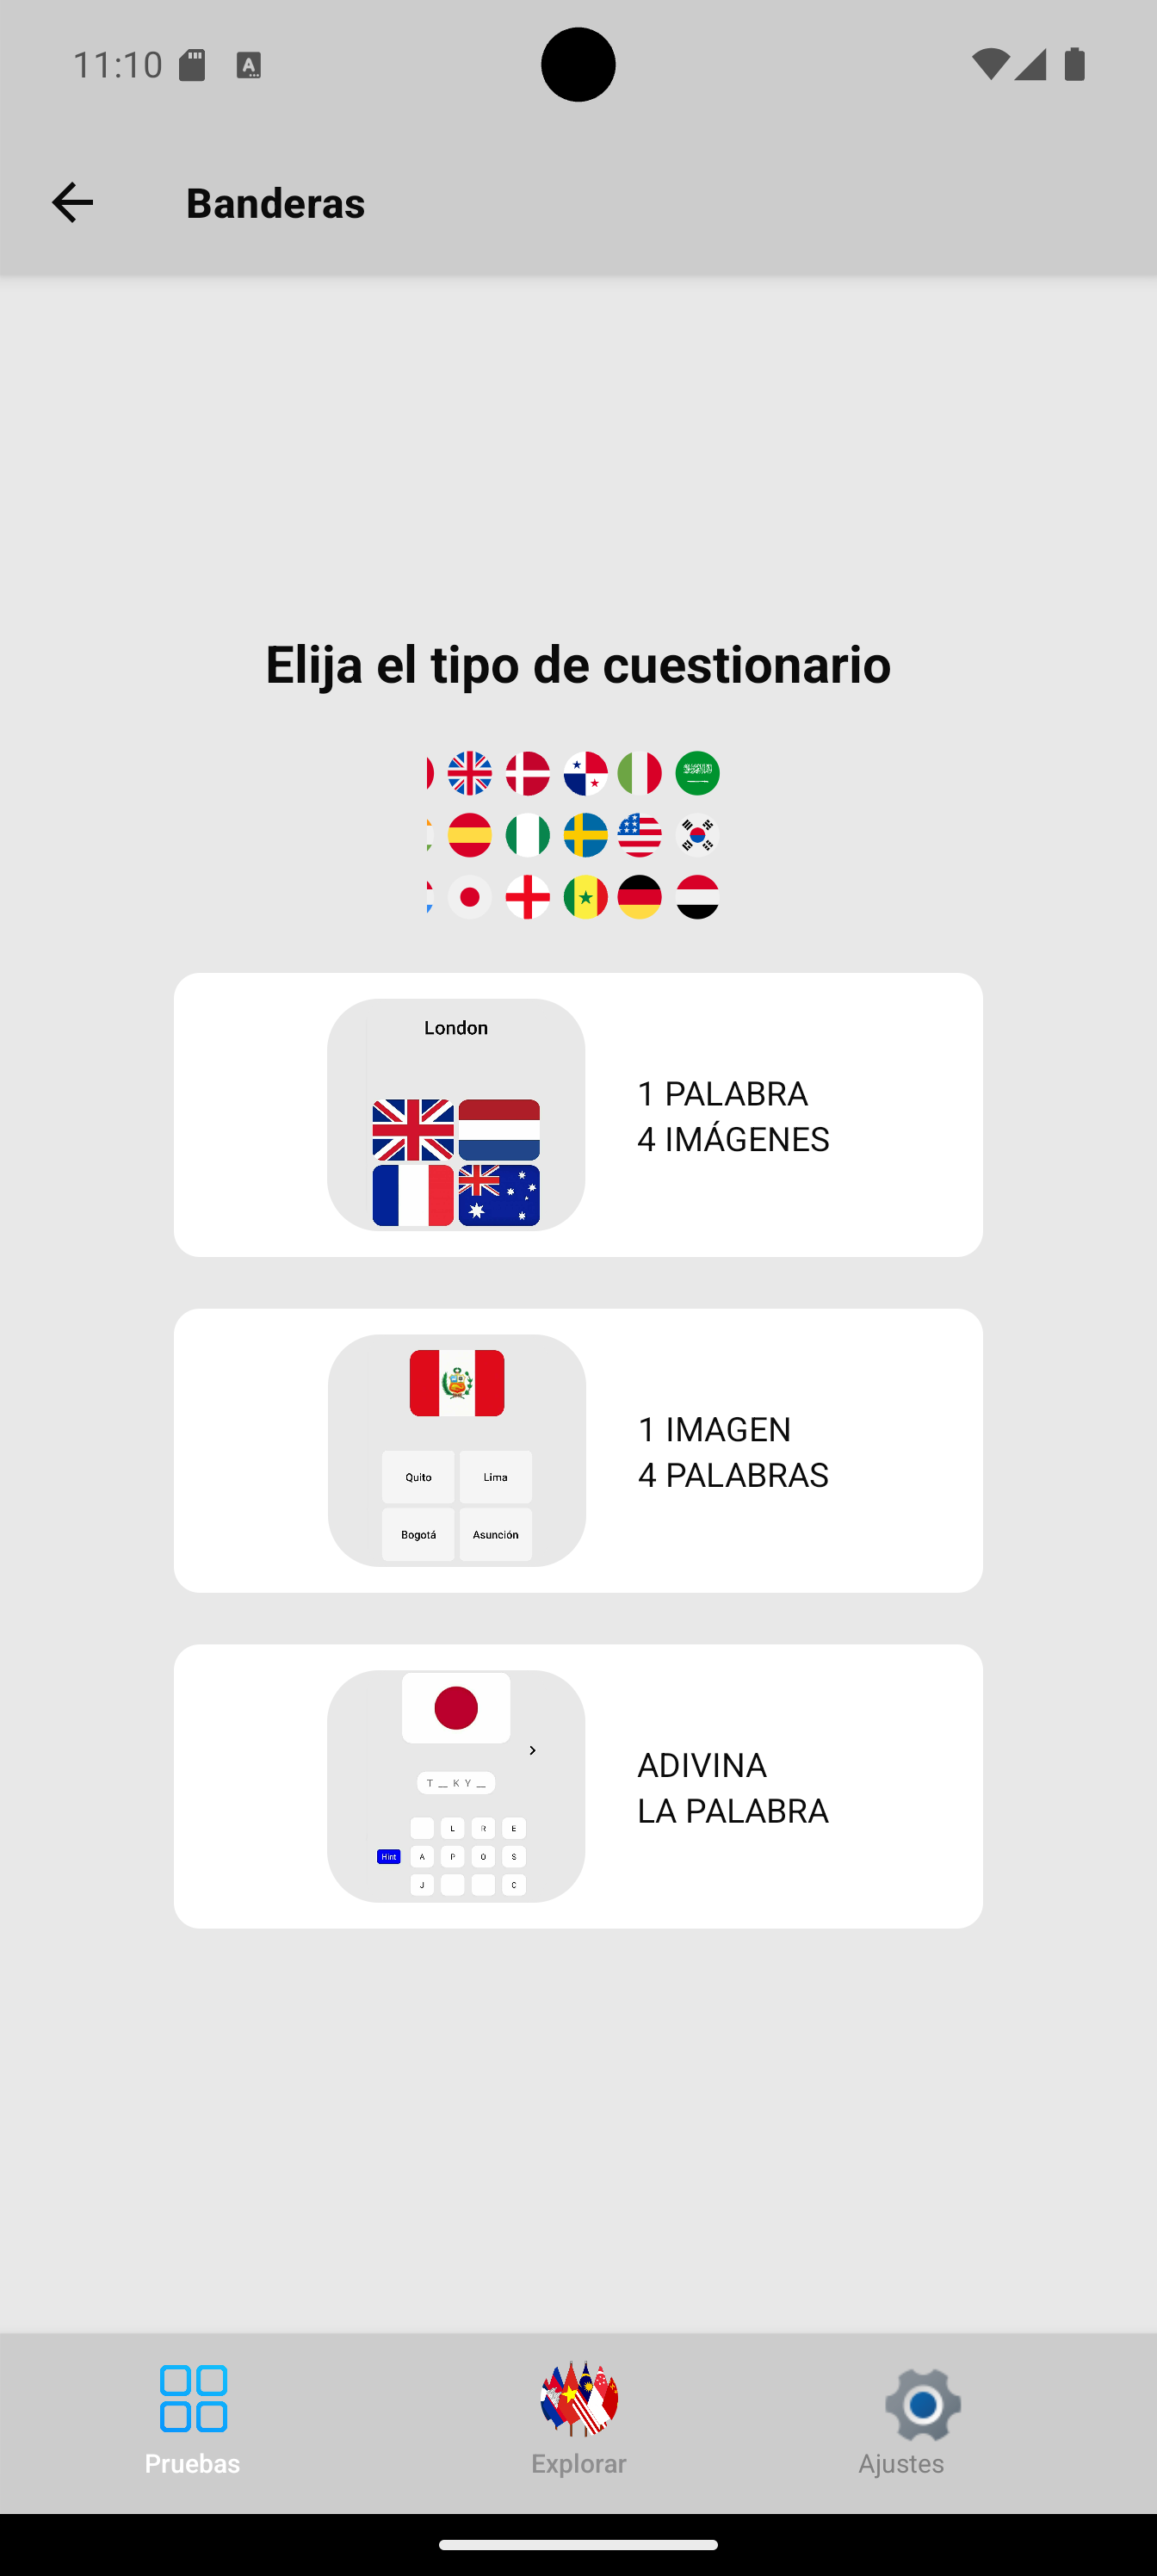 11:10
Banderas
Elija el tipo de cuestionario
London
1 PALABRA
4 IMÁGENES
Quito Lima
Bogotá Asunción
1 IMAGEN
4 PALABRAS
T _ K Y _
L R E
Hint A P O S
J C
ADIVINA
LA PALABRA
Pruebas Explorar Ajustes